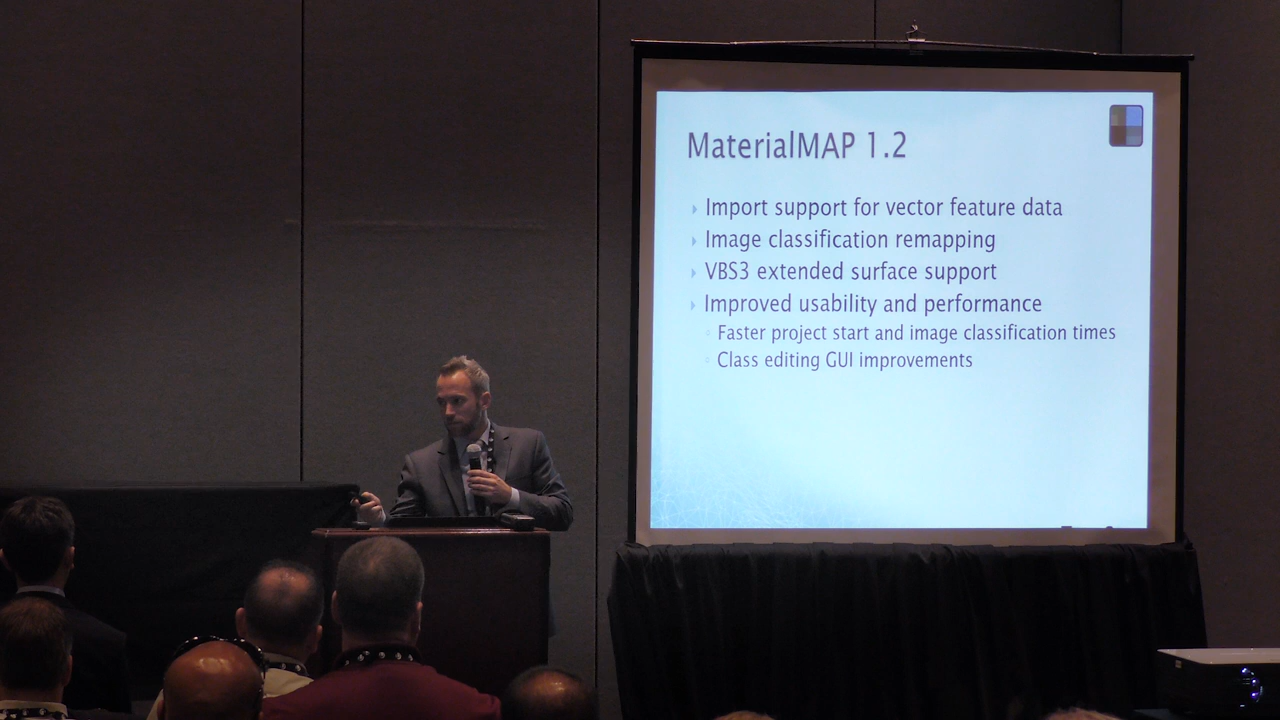 MaterialMAP 1.2
Import support for vector feature data
Image classification remapping
VBS3 extended surface support
Improved usability and performance
Faster project start and image classification times
Class editing GUI improvements